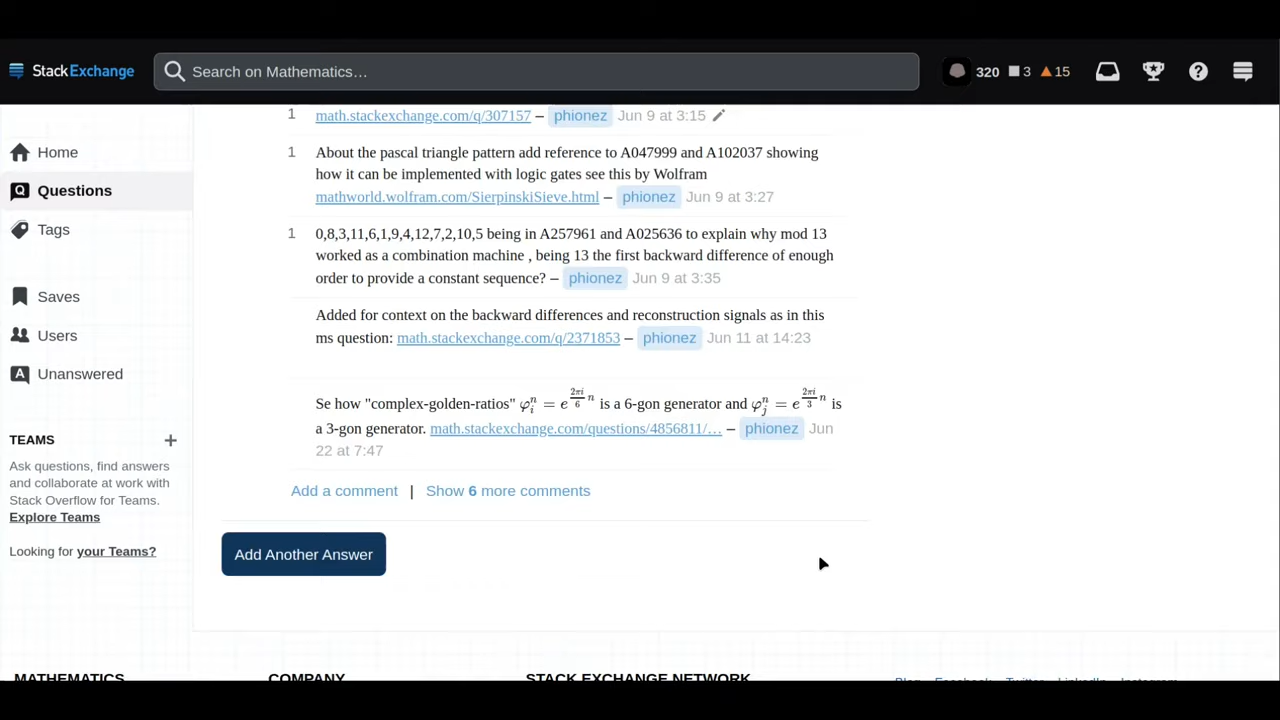 StackExchange
Search on Mathematics…
320 3 15
Home
Questions
Tags
Saves
Users
Unanswered
TEAMS
Ask questions, find answers
and collaborate at work with
Stack Overflow for Teams.
Explore Teams
Looking for your Teams?
1 math.stackexchange.com/q/307157 – phionez Jun 9 at 3:15
1 About the pascal triangle pattern add reference to A047999 and A102037 showing
how it can be implemented with logic gates see this by Wolfram
mathworld.wolfram.com/SierpinskiSieve.html – phionez Jun 9 at 3:27
1 0,8,3,11,6,1,9,4,12,7,2,10,5 being in A257961 and A025636 to explain why mod 13
worked as a combination machine , being 13 the first backward difference of enough
order to provide a constant sequence? – phionez Jun 9 at 3:35
Added for context on the backward differences and reconstruction signals as in this
ms question: math.stackexchange.com/q/2371853 – phionez Jun 11 at 14:23
Se how "complex-golden-ratios" φᵢⁿ = e^{\frac{2πi}{6}n} is a 6-gon generator and φⱼⁿ = e^{\frac{2πi}{3}n} is
a 3-gon generator. math.stackexchange.com/questions/4856811/… – phionez Jun
22 at 7:47
Add a comment | Show 6 more comments
Add Another Answer
MATHEMATICS
COMPANY
STACK EXCHANGE NETWORK
Blog Facebook Twitter LinkedIn Instagram